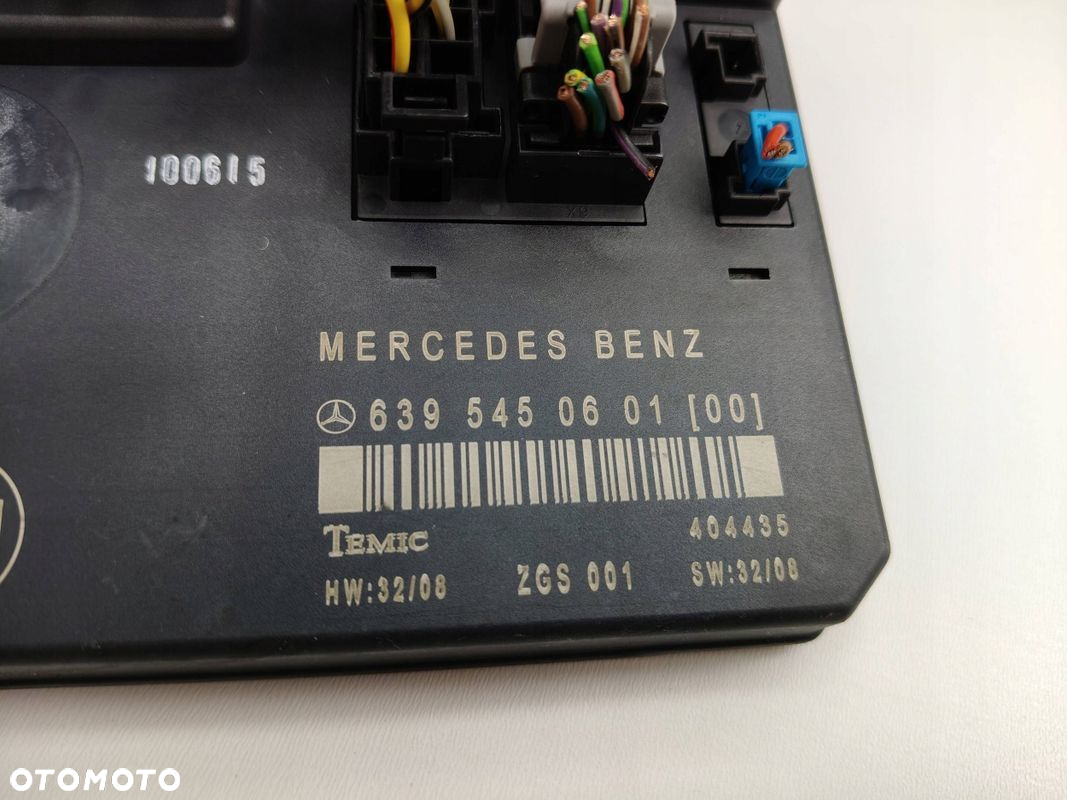 100615
MERCEDES BENZ
639 545 06 01 [00]
TEMIC
404435
HW:32/08 ZGS 001 SW:32/08
OTOMOTO